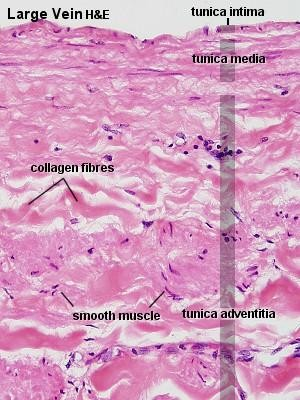 Large Vein H&E
tunica intima
tunica media
collagen fibres
smooth muscle
tunica adventitia